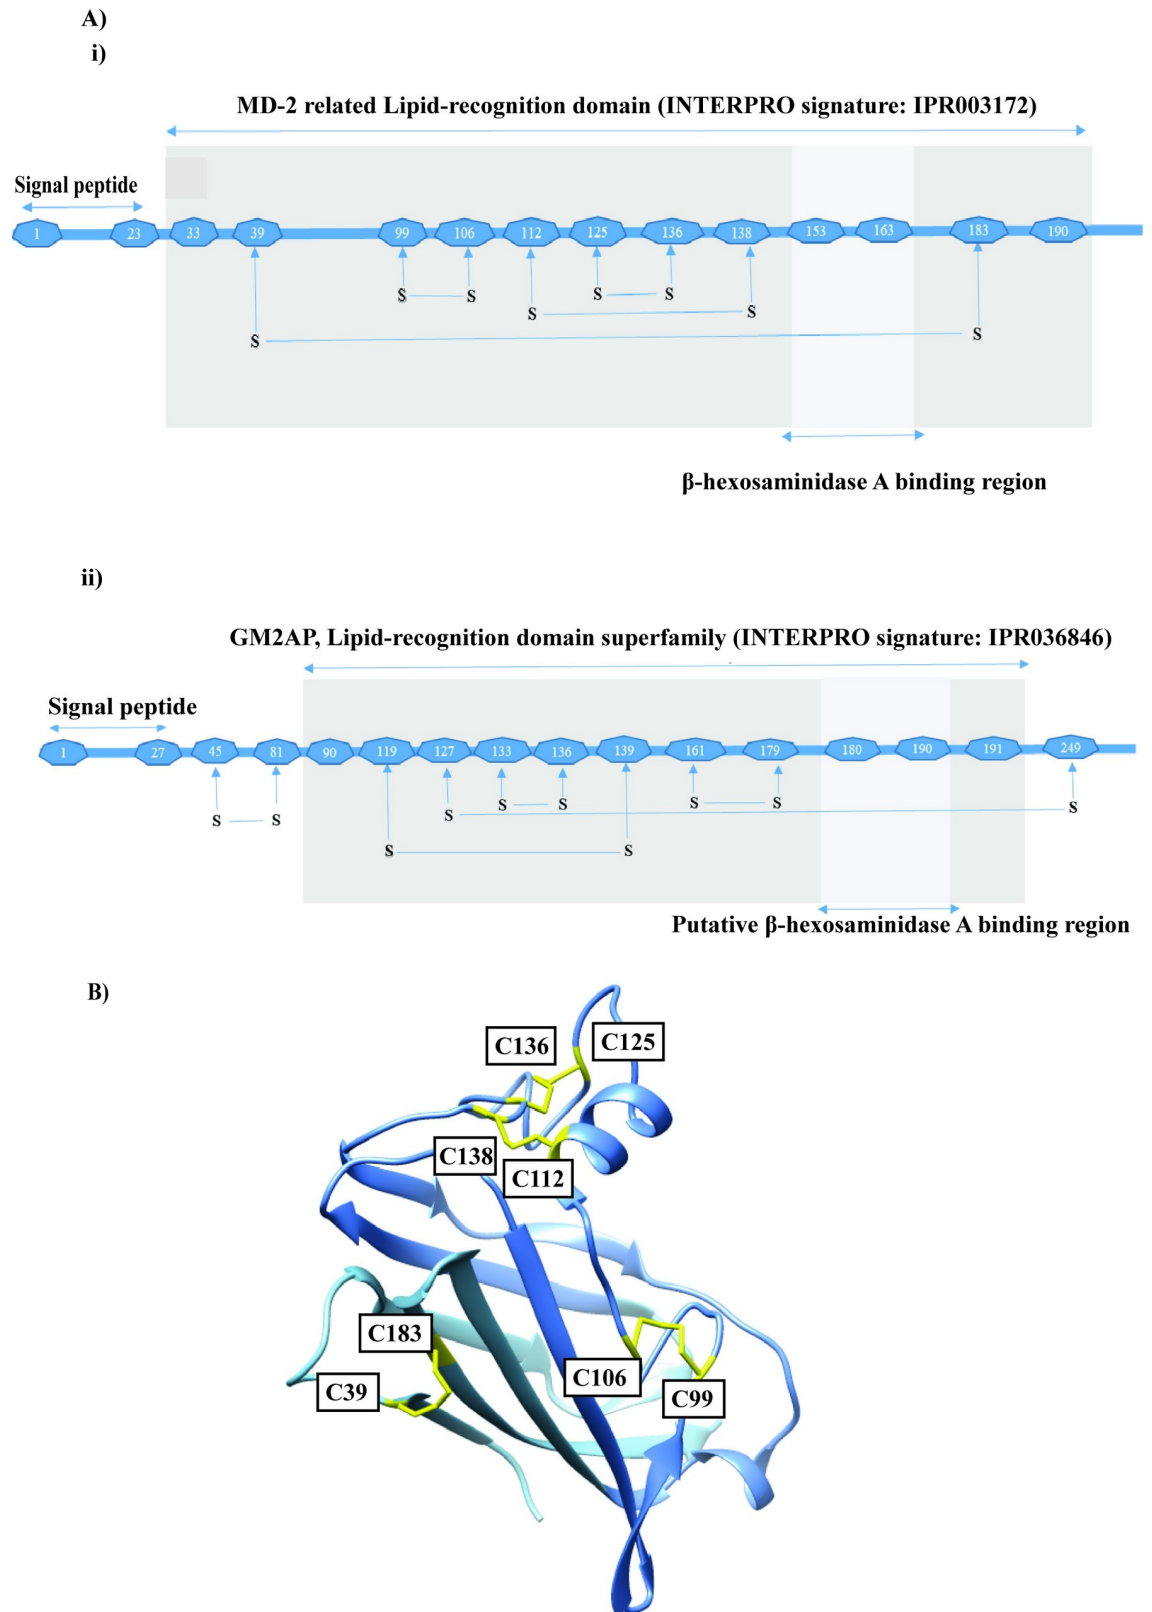 A)
i)
MD-2 related Lipid-recognition domain (INTERPRO signature: IPR003172)
Signal peptide
1 23 33 39 99 106 112 125 136 138 153 163 183 190
S S S S
S S
S S
β-hexosaminidase A binding region
ii)
GM2AP, Lipid-recognition domain superfamily (INTERPRO signature: IPR036846)
Signal peptide
1 27 45 81 90 119 127 133 136 139 161 179 180 190 191 249
S S S S S S S S
S S
Putative β-hexosaminidase A binding region
B)
C136 C125
C138 C112
C183
C106 C99
C39